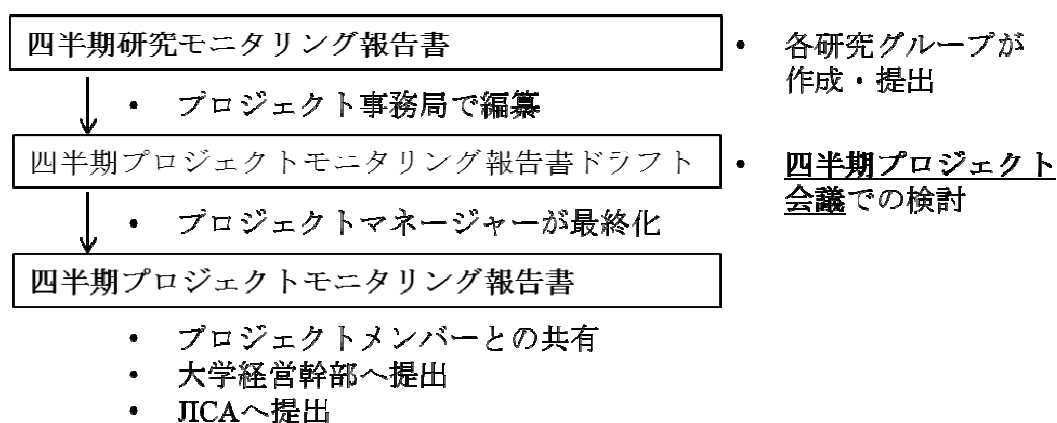 四半期研究モニタリング報告書
• 各研究グループが
作成・提出
• プロジェクト事務局で編纂
四半期プロジェクトモニタリング報告書ドラフト
• 四半期プロジェクト
会議での検討
• プロジェクトマネージャーが最終化
四半期プロジェクトモニタリング報告書
• プロジェクトメンバーとの共有
• 大学経営幹部へ提出
• JICAへ提出